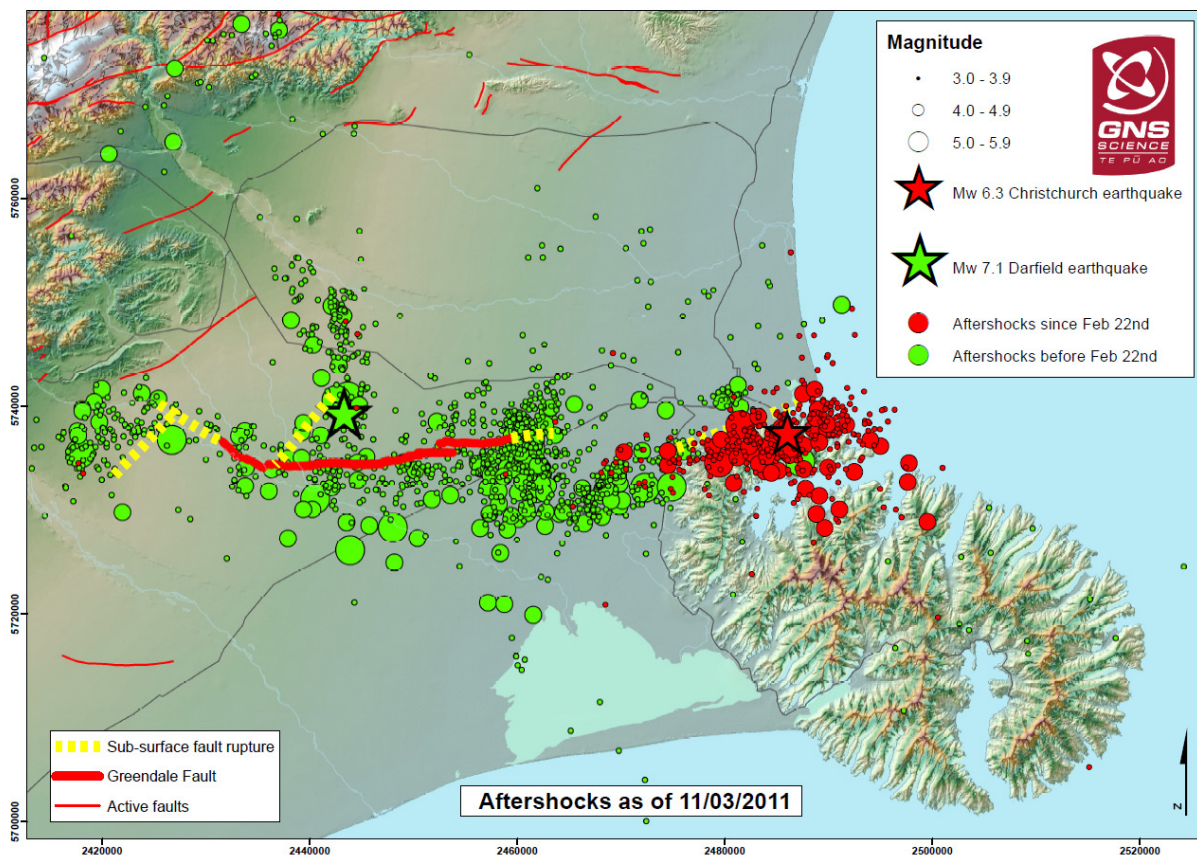 Magnitude
3.0 - 3.9
4.0 - 4.9
5.0 - 5.9
GNS
SCIENCE
TE PŪ AO
Mw 6.3 Christchurch earthquake
Mw 7.1 Darfield earthquake
Aftershocks since Feb 22nd
Aftershocks before Feb 22nd
5760000
5740000
5720000
5700000
Sub-surface fault rupture
Greendale Fault
Active faults
Aftershocks as of 11/03/2011
N
2420000
2440000
2460000
2480000
2500000
2520000